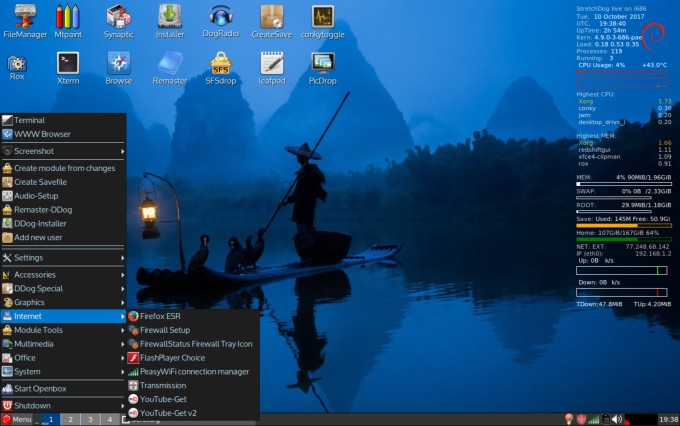 FileManager
Mtpaint
Synaptic
Installer
DogRadio
CreateSave
conkytoggle
Rox
Xterm
Browse
Remaster
SFSdrop
leafpad
PicDrop
SFS
StretchDog live on i686
Tue, 10 October 2017
UTC, 19:38:40
UpTime: 2h 54m
Kern: 4.9.0-3-686-pae
Load: 0.18 0.53 0.35
Processes: 119
Running: 3
CPU Usage: 4% +43.0°C
Highest CPU:
Xorg 1.73
conky 0.30
jwm 0.20
desktop_drive_i 0.20
Highest MEM:
Xorg 1.66
redshiftgui 1.11
xfce4-clipman 1.09
rox 0.91
MEM: 4% 90MiB/1.96GiB
SWAP: 0% 0B /2.33GiB
ROOT: 29.9MiB/1.18GiB
Save: Used: 145M Free: 50.9Gi
Home: 107GiB/167GiB 64%
NET: EXT: 77.248.68.142
IP (eth0): 192.168.1.2
Up: 0B k/s
Down: 0B k/s
TDown:47.8MiB TUp:4.20MiB
Terminal
WWW Browser
Screenshot
Create module from changes
Create Savefile
Audio-Setup
Remaster-DDog
DDog-Installer
Add new user
Settings
Accessories
DDog Special
Graphics
Internet
Module Tools
Multimedia
Office
System
Start Openbox
Shutdown
Firefox ESR
Firewall Setup
FirewallStatus Firewall Tray Icon
FlashPlayer Choice
PeasyWiFi connection manager
Transmission
YouTube-Get
YouTube-Get v2
Menu 1 2 3 4 19:38